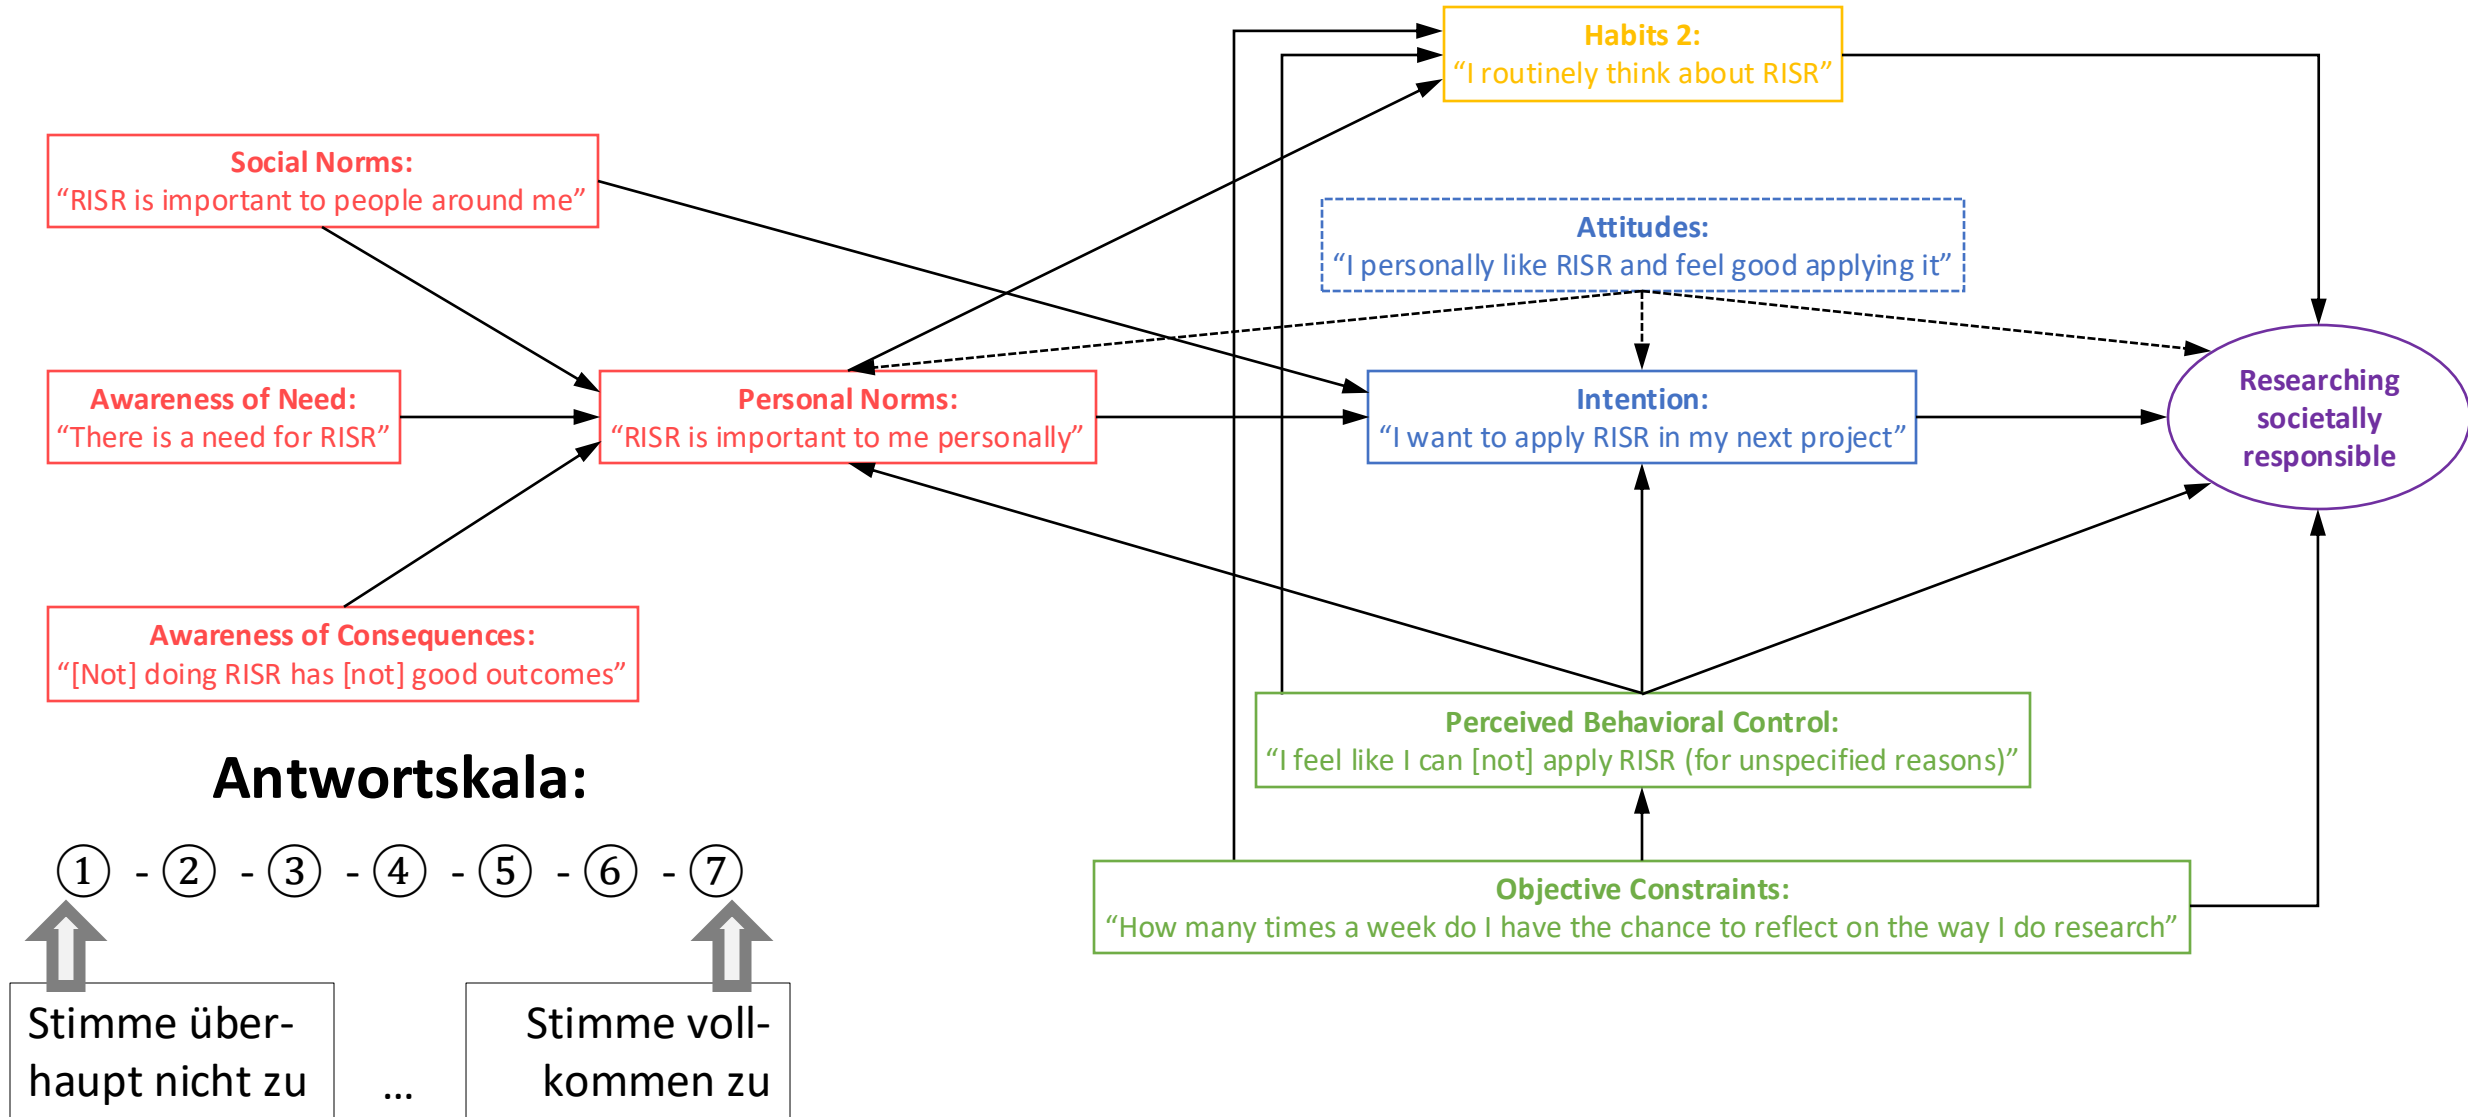 Habits 2:
“I routinely think about RISR”
Social Norms:
“RISR is important to people around me”
Attitudes:
“I personally like RISR and feel good applying it”
Awareness of Need:
“There is a need for RISR”
Personal Norms:
“RISR is important to me personally”
Intention:
“I want to apply RISR in my next project”
Researching
societally
responsible
Awareness of Consequences:
“[Not] doing RISR has [not] good outcomes”
Perceived Behavioral Control:
“I feel like I can [not] apply RISR (for unspecified reasons)”
Objective Constraints:
“How many times a week do I have the chance to reflect on the way I do research”
Antwortskala:
① - ② - ③ - ④ - ⑤ - ⑥ - ⑦
Stimme über-
haupt nicht zu
...
Stimme voll-
kommen zu